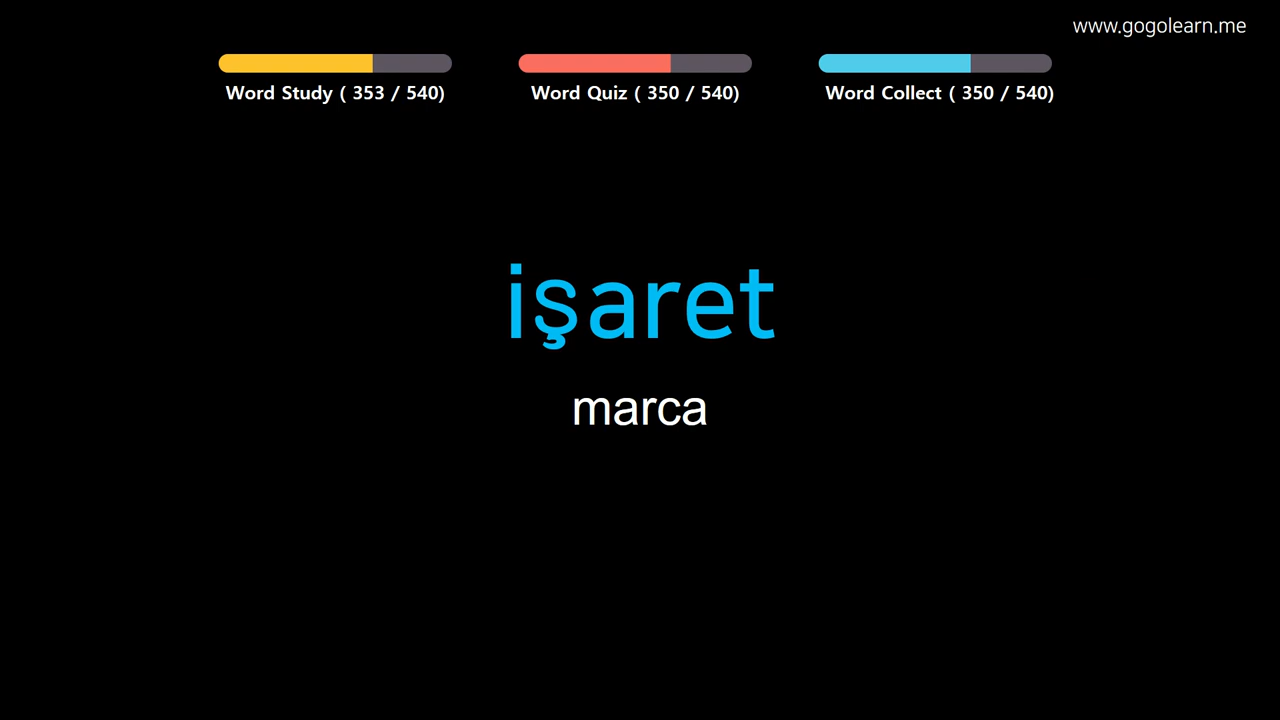 www.gogolearn.me
Word Study ( 353 / 540)
Word Quiz ( 350 / 540)
Word Collect ( 350 / 540)
işaret
marca